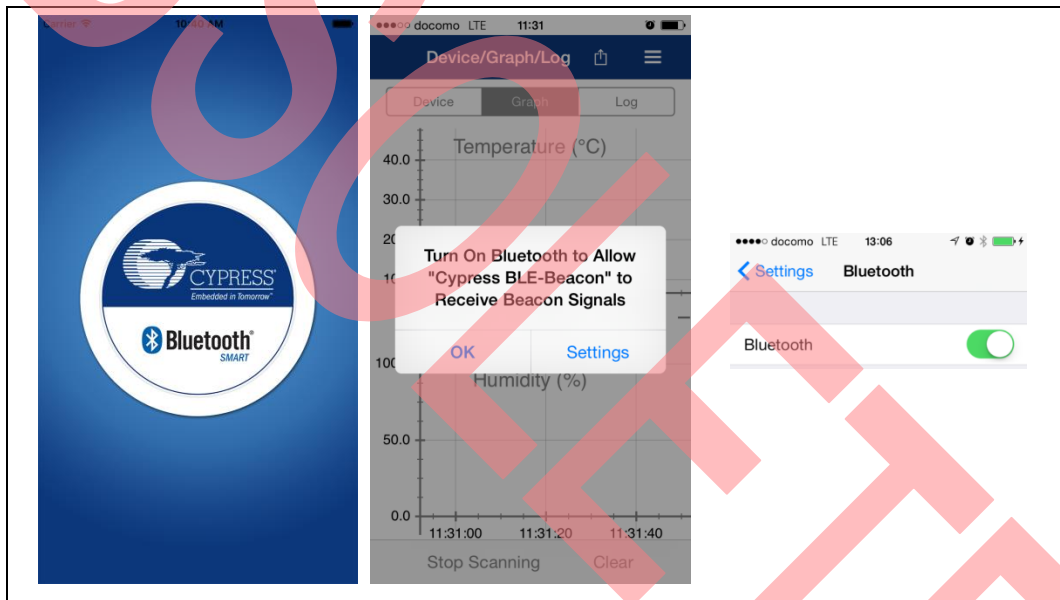 Carrier 10:40 AM
CYPRESS
Embedded in Tomorrow™
Bluetooth®
SMART
docomo LTE 11:31
Device/Graph/Log
Device Graph Log
Temperature (°C)
40.0
30.0
20
10
Turn On Bluetooth to Allow
"Cypress BLE-Beacon" to
Receive Beacon Signals
OK Settings
100
Humidity (%)
50.0
0.0
11:31:00 11:31:20 11:31:40
Stop Scanning Clear
docomo LTE 13:06
Settings Bluetooth
Bluetooth